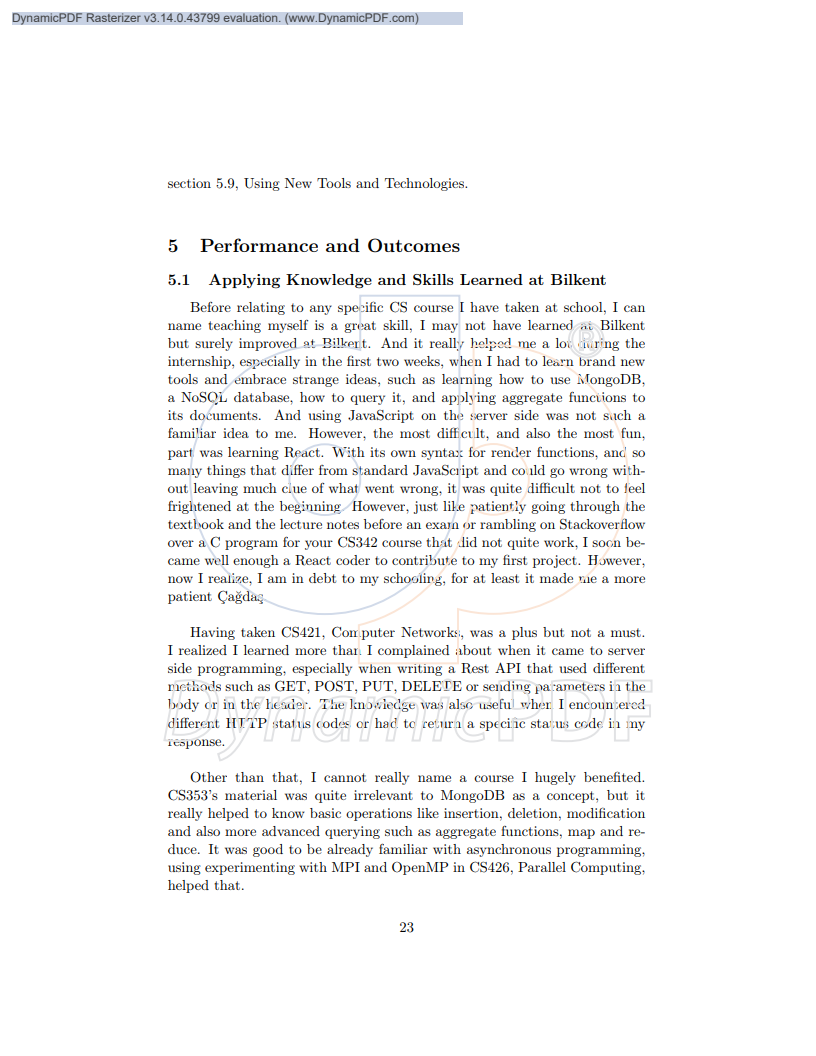 DynamicPDF Rasterizer v3.14.0.43799 evaluation. (www.DynamicPDF.com)
section 5.9, Using New Tools and Technologies.
5 Performance and Outcomes
5.1 Applying Knowledge and Skills Learned at Bilkent
Before relating to any specific CS course I have taken at school, I can
name teaching myself is a great skill, I may not have learned at Bilkent
but surely improved at Bilkent. And it really helped me a lot during the
internship, especially in the first two weeks, when I had to learn brand new
tools and embrace strange ideas, such as learning how to use MongoDB,
a NoSQL database, how to query it, and applying aggregate functions to
its documents. And using JavaScript on the server side was not such a
familiar idea to me. However, the most difficult, and also the most fun,
part was learning React. With its own syntax for render functions, and so
many things that differ from standard JavaScript and could go wrong with-
out leaving much clue of what went wrong, it was quite difficult not to feel
frightened at the beginning. However, just like patiently going through the
textbook and the lecture notes before an exam or rambling on Stackoverflow
over a C program for your CS342 course that did not quite work, I soon be-
came well enough a React coder to contribute to my first project. However,
now I realize, I am in debt to my schooling, for at least it made me a more
patient Çağdaş.
Having taken CS421, Computer Networks, was a plus but not a must.
I realized I learned more than I complained about when it came to server
side programming, especially when writing a Rest API that used different
methods such as GET, POST, PUT, DELETE or sending parameters in the
body or in the header. The knowledge was also useful when I encountered
different HTTP status codes or had to return a specific status code in my
response.
Other than that, I cannot really name a course I hugely benefited.
CS353's material was quite irrelevant to MongoDB as a concept, but it
really helped to know basic operations like insertion, deletion, modification
and also more advanced querying such as aggregate functions, map and re-
duce. It was good to be already familiar with asynchronous programming,
using experimenting with MPI and OpenMP in CS426, Parallel Computing,
helped that.
23
DynamicPDF
®